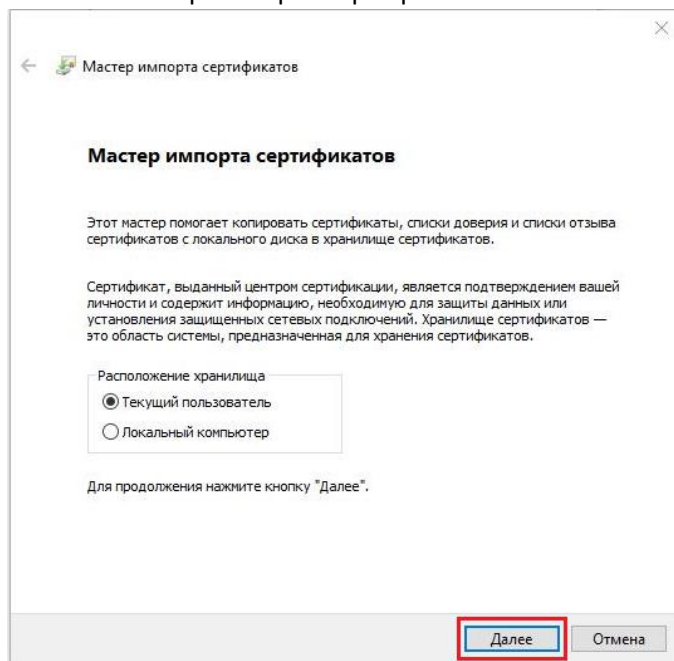 Мастер импорта сертификатов
Мастер импорта сертификатов
Этот мастер помогает копировать сертификаты, списки доверия и списки отзыва
сертификатов с локального диска в хранилище сертификатов.
Сертификат, выданный центром сертификации, является подтверждением вашей
личности и содержит информацию, необходимую для защиты данных или
установления защищенных сетевых подключений. Хранилище сертификатов —
это область системы, предназначенная для хранения сертификатов.
Расположение хранилища
Текущий пользователь
Локальный компьютер
Для продолжения нажмите кнопку "Далее".
Далее Отмена